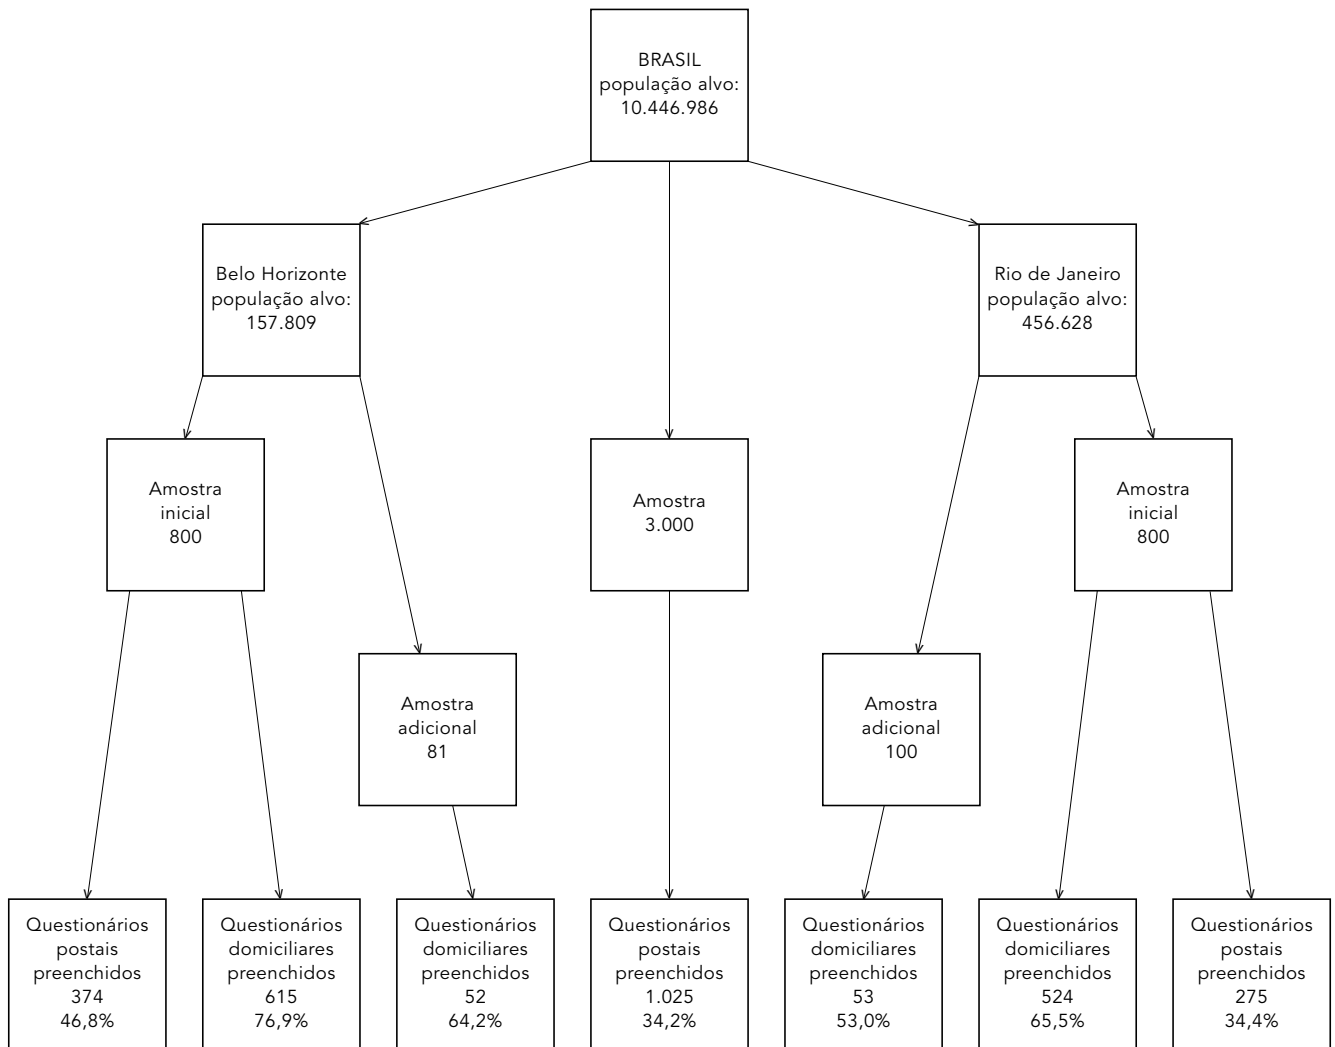 BRASIL
população alvo:
10.446.986
Belo Horizonte
população alvo:
157.809
Rio de Janeiro
população alvo:
456.628
Amostra
inicial
800
Amostra
3.000
Amostra
inicial
800
Amostra
adicional
81
Amostra
adicional
100
Questionários
postais
preenchidos
374
46,8%
Questionários
domiciliares
preenchidos
615
76,9%
Questionários
domiciliares
preenchidos
52
64,2%
Questionários
postais
preenchidos
1.025
34,2%
Questionários
domiciliares
preenchidos
53
53,0%
Questionários
domiciliares
preenchidos
524
65,5%
Questionários
postais
preenchidos
275
34,4%